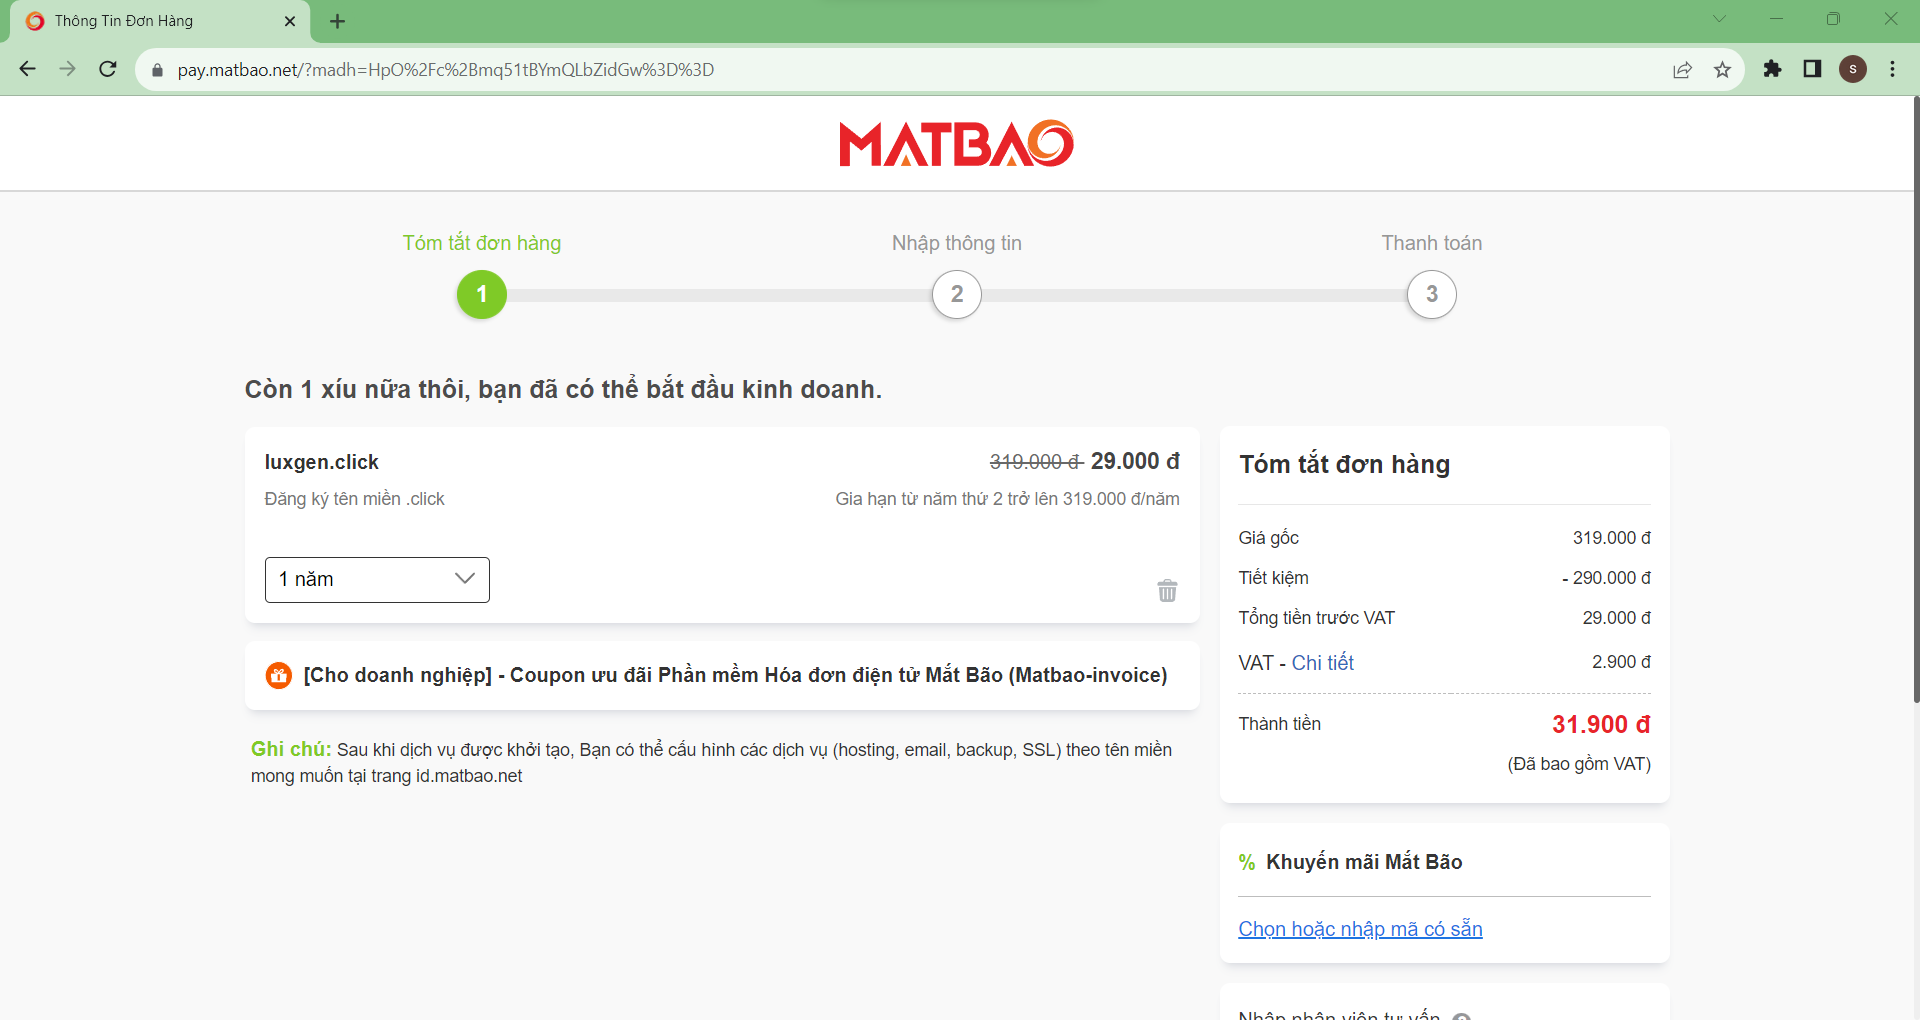 Thông Tin Đơn Hàng
pay.matbao.net/?madh=HpO%2Fc%2Bmq51tBYmQLbZidGw%3D%3D
S
MATBAO
Tóm tắt đơn hàng
Nhập thông tin
Thanh toán
1
2
3
Còn 1 xíu nữa thôi, bạn đã có thể bắt đầu kinh doanh.
luxgen.click
319.000 đ 29.000 đ
Đăng ký tên miền .click
Gia hạn từ năm thứ 2 trở lên 319.000 đ/năm
1 năm
[Cho doanh nghiệp] - Coupon ưu đãi Phần mềm Hóa đơn điện tử Mắt Bão (Matbao-invoice)
Ghi chú: Sau khi dịch vụ được khởi tạo, Bạn có thể cấu hình các dịch vụ (hosting, email, backup, SSL) theo tên miền
mong muốn tại trang id.matbao.net
Tóm tắt đơn hàng
Giá gốc 319.000 đ
Tiết kiệm - 290.000 đ
Tổng tiền trước VAT 29.000 đ
VAT - Chi tiết 2.900 đ
Thành tiền 31.900 đ
(Đã bao gồm VAT)
% Khuyến mãi Mắt Bão
Chọn hoặc nhập mã có sẵn
Nhập nhân viên tư vấn